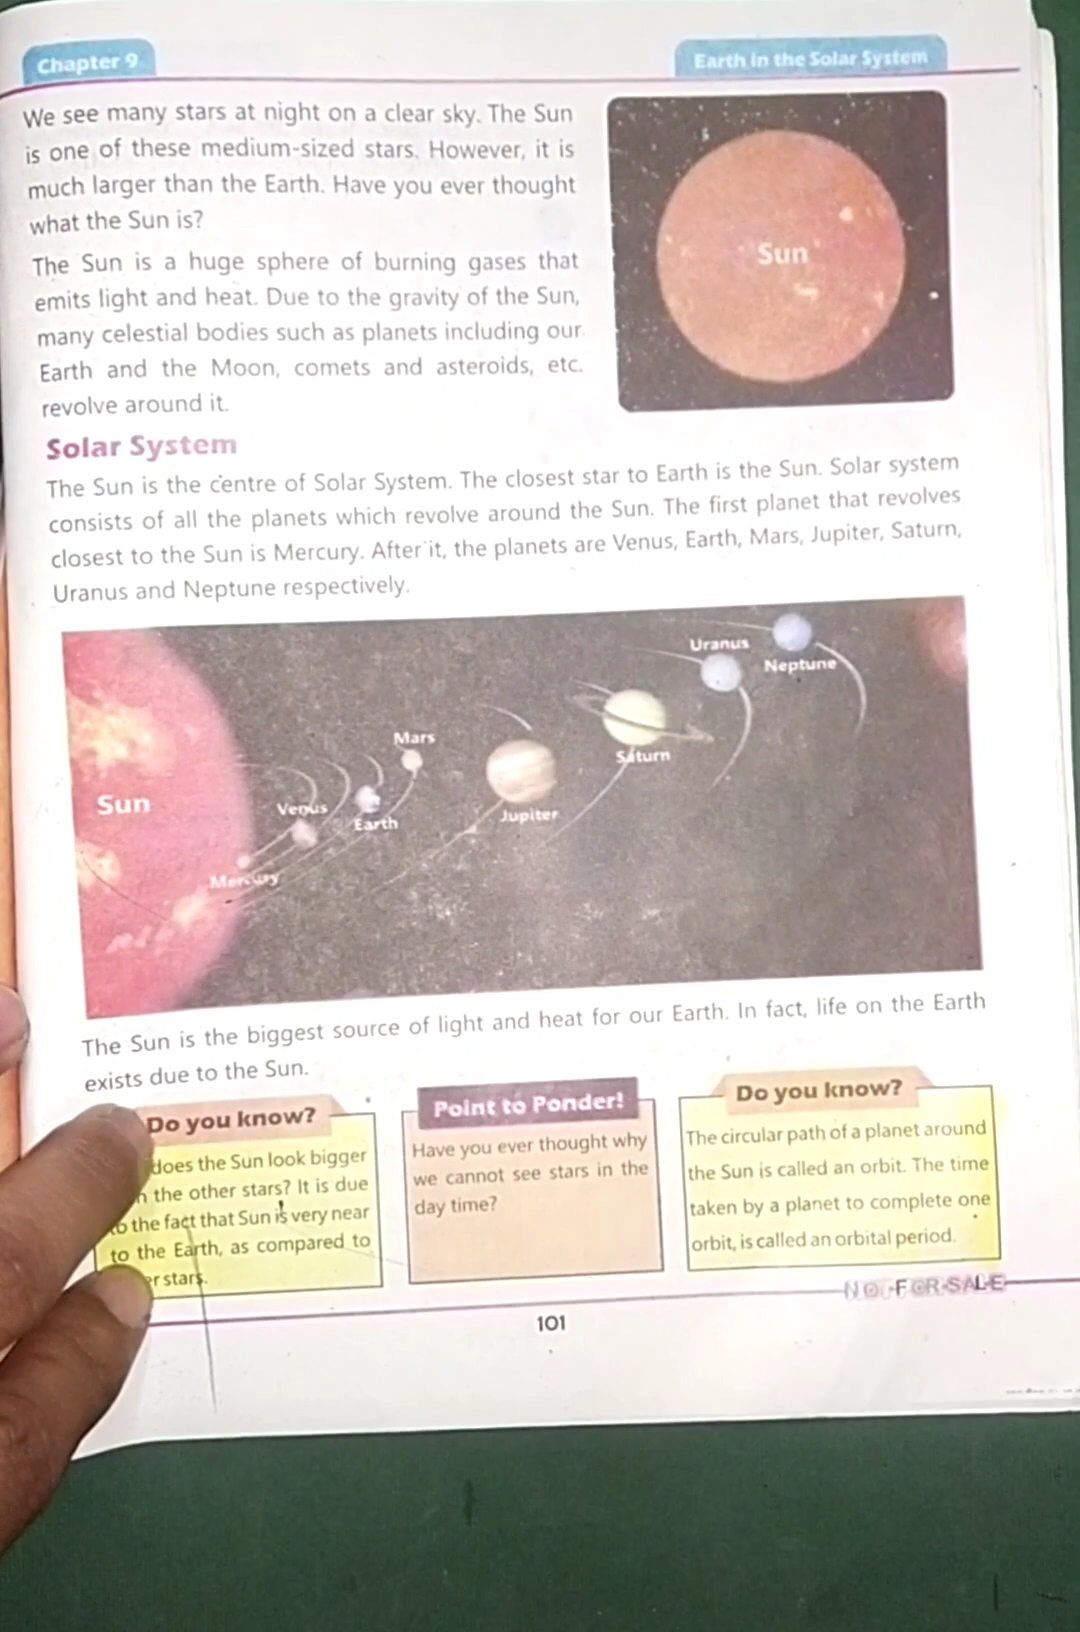 Chapter 9
Earth in the Solar System
We see many stars at night on a clear sky. The Sun
is one of these medium-sized stars. However, it is
much larger than the Earth. Have you ever thought
what the Sun is?
The Sun is a huge sphere of burning gases that
emits light and heat. Due to the gravity of the Sun,
many celestial bodies such as planets including our
Earth and the Moon, comets and asteroids, etc.
revolve around it.
Sun
Solar System
The Sun is the centre of Solar System. The closest star to Earth is the Sun. Solar system
consists of all the planets which revolve around the Sun. The first planet that revolves
closest to the Sun is Mercury. After it, the planets are Venus, Earth, Mars, Jupiter, Saturn,
Uranus and Neptune respectively.
Sun
Mercury
Venus
Earth
Mars
Jupiter
Saturn
Uranus
Neptune
The Sun is the biggest source of light and heat for our Earth. In fact, life on the Earth
exists due to the Sun.
Do you know?
does the Sun look bigger
the other stars? It is due
to the fact that Sun is very near
to the Earth, as compared to
stars.
Point to Ponder!
Have you ever thought why
we cannot see stars in the
day time?
Do you know?
The circular path of a planet around
the Sun is called an orbit. The time
taken by a planet to complete one
orbit, is called an orbital period.
FOR SALE
101